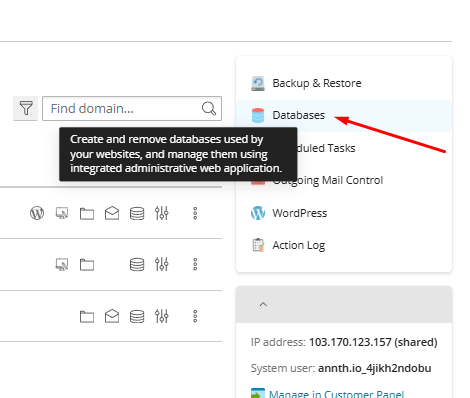 Backup & Restore
Find domain...
Databases
Create and remove databases used by
your websites, and manage them using
integrated administrative web application.
Scheduled Tasks
Outgoing Mail Control
WordPress
Action Log
IP address: 103.170.123.157 (shared)
System user: annth.io_4jikh2ndobu
Manage in Customer Panel